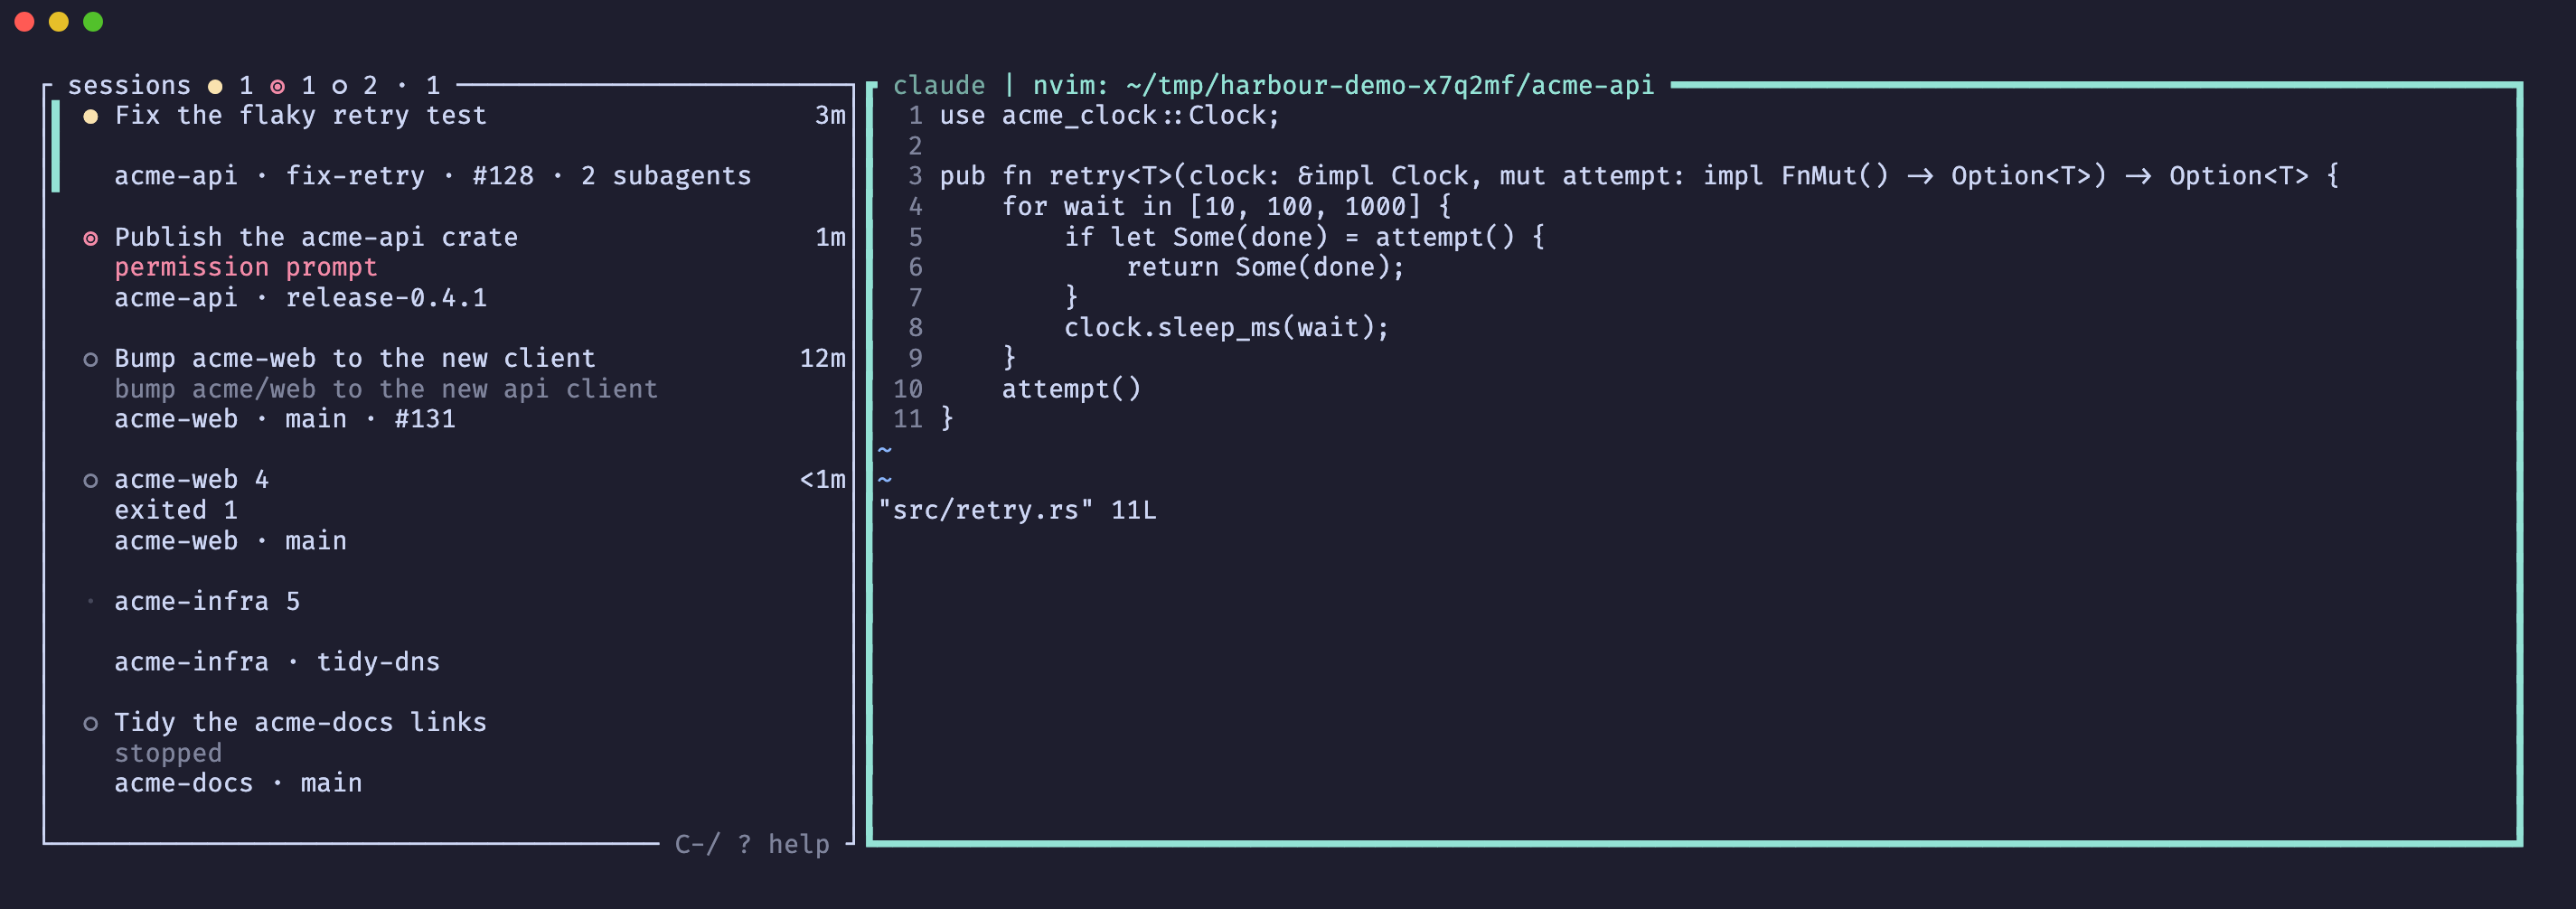 sessions ● 1 ◉ 1 ○ 2 · 1
● Fix the flaky retry test 3m
acme-api · fix-retry · #128 · 2 subagents
◉ Publish the acme-api crate 1m
permission prompt
acme-api · release-0.4.1
○ Bump acme-web to the new client 12m
bump acme/web to the new api client
acme-web · main · #131
○ acme-web 4 <1m
exited 1
acme-web · main
· acme-infra 5
acme-infra · tidy-dns
○ Tidy the acme-docs links
stopped
acme-docs · main
C-/ ? help
claude | nvim: ~/tmp/harbour-demo-x7q2mf/acme-api
1 use acme_clock::Clock;
2
3 pub fn retry<T>(clock: &impl Clock, mut attempt: impl FnMut() -> Option<T>) -> Option<T> {
4     for wait in [10, 100, 1000] {
5         if let Some(done) = attempt() {
6             return Some(done);
7         }
8         clock.sleep_ms(wait);
9     }
10     attempt()
11 }
~
~
"src/retry.rs" 11L